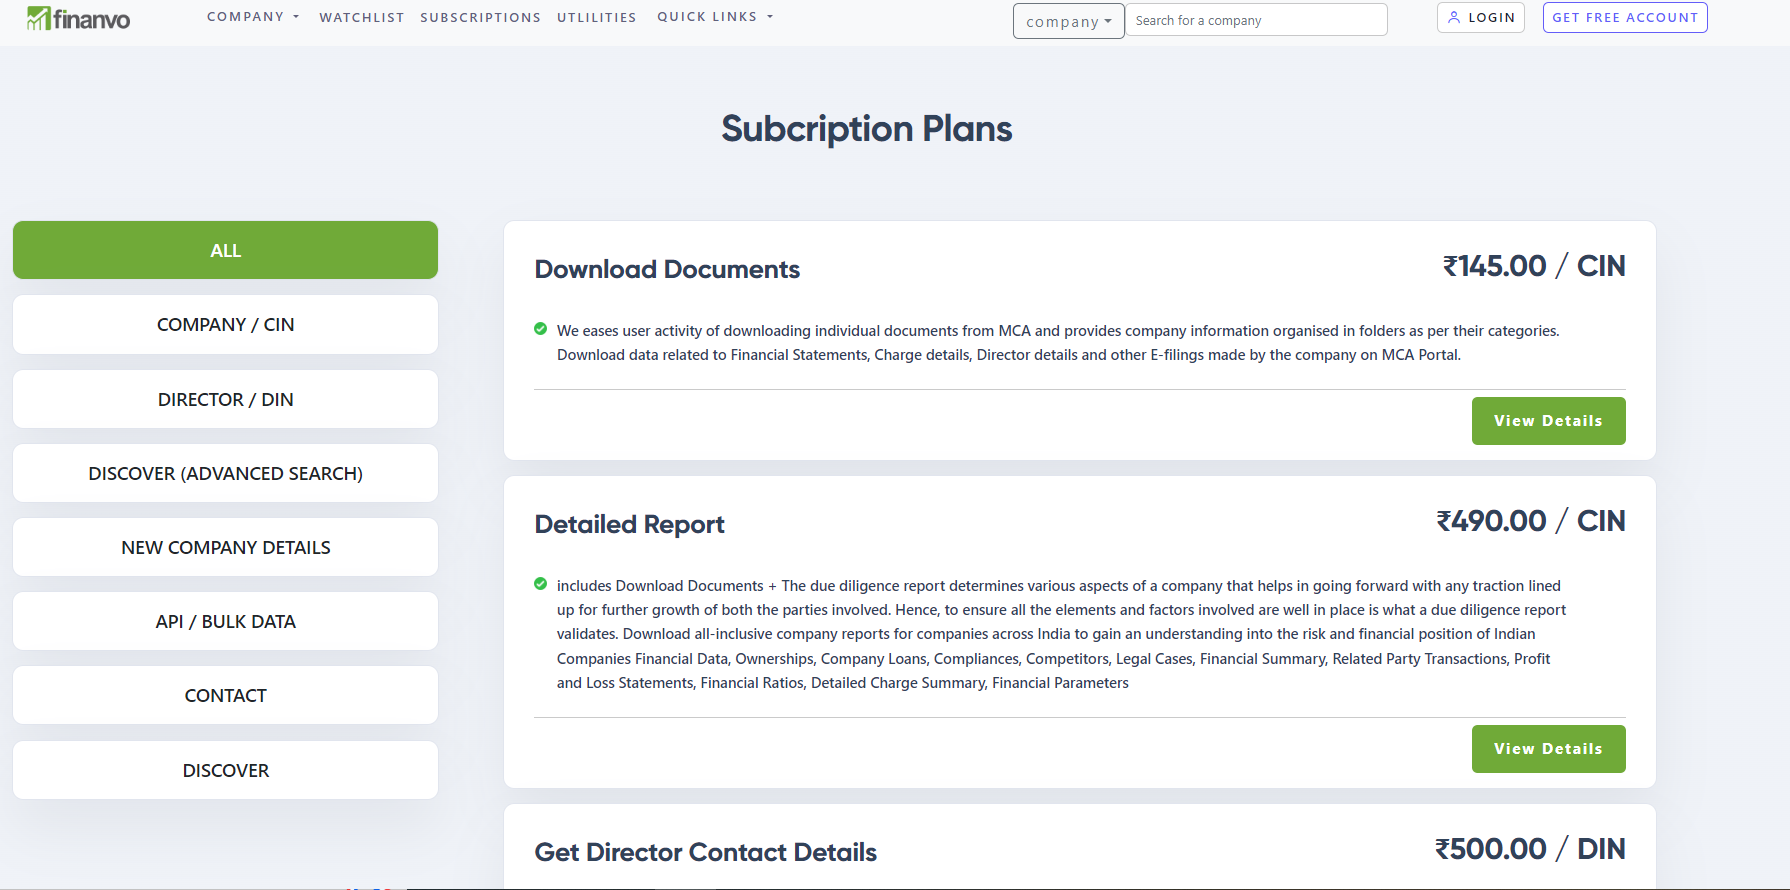 finanvo
COMPANY WATCHLIST SUBSCRIPTIONS UTLILITIES QUICK LINKS company Search for a company LOGIN GET FREE ACCOUNT
Subcription Plans
ALL
COMPANY / CIN
DIRECTOR / DIN
DISCOVER (ADVANCED SEARCH)
NEW COMPANY DETAILS
API / BULK DATA
CONTACT
DISCOVER
Download Documents
₹145.00 / CIN
We eases user activity of downloading individual documents from MCA and provides company information organised in folders as per their categories.
Download data related to Financial Statements, Charge details, Director details and other E-filings made by the company on MCA Portal.
View Details
Detailed Report
₹490.00 / CIN
includes Download Documents + The due diligence report determines various aspects of a company that helps in going forward with any traction lined
up for further growth of both the parties involved. Hence, to ensure all the elements and factors involved are well in place is what a due diligence report
validates. Download all-inclusive company reports for companies across India to gain an understanding into the risk and financial position of Indian
Companies Financial Data, Ownerships, Company Loans, Compliances, Competitors, Legal Cases, Financial Summary, Related Party Transactions, Profit
and Loss Statements, Financial Ratios, Detailed Charge Summary, Financial Parameters
View Details
Get Director Contact Details
₹500.00 / DIN